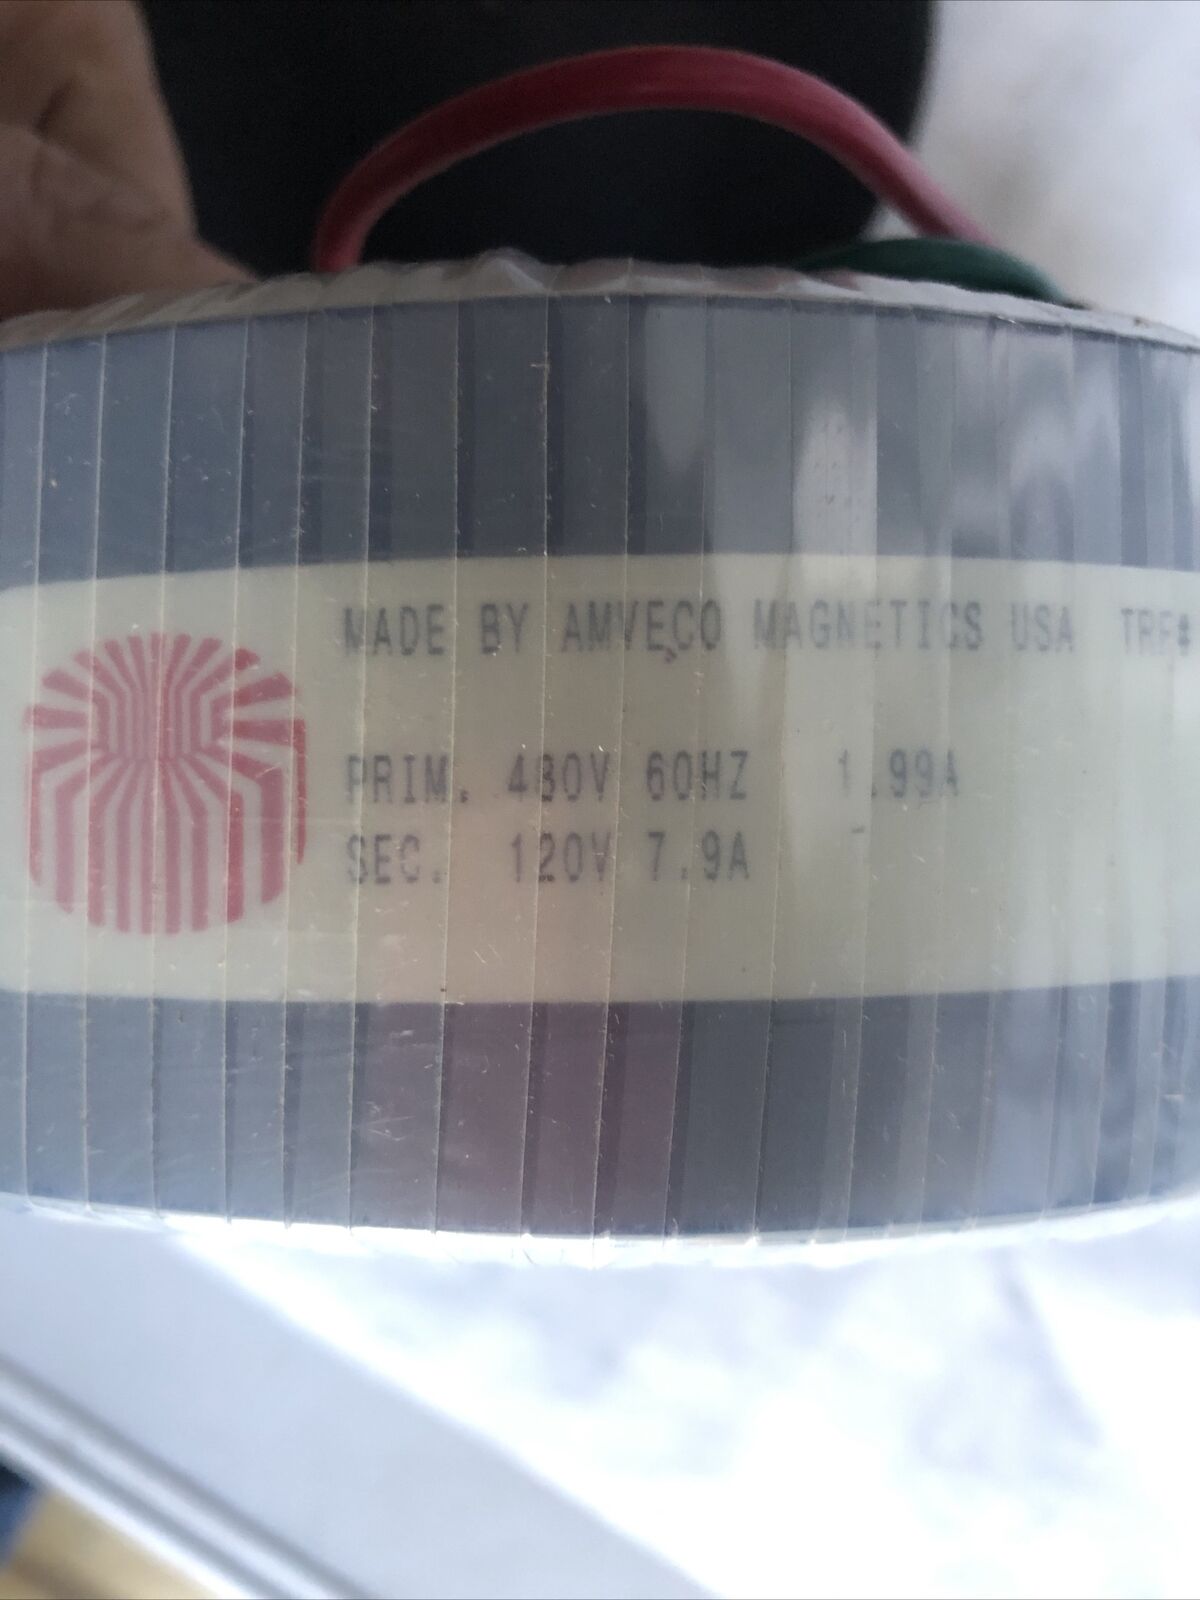 MADE BY AMVECO MAGNETICS USA TRF#
PRIM. 480V 60HZ 1.99A
SEC. 120V 7.9A